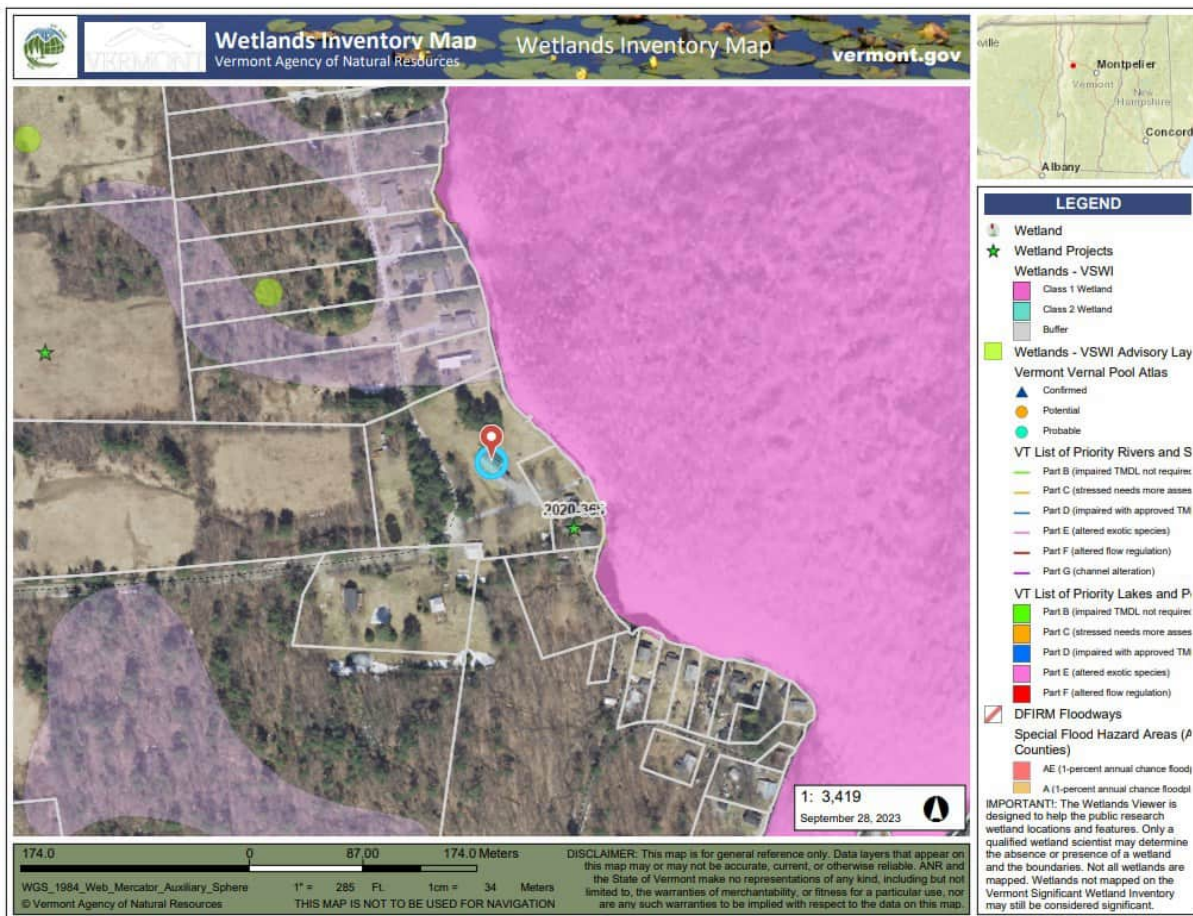 VERMONT
Wetlands Inventory Map
Vermont Agency of Natural Resources
Wetlands Inventory Map
vermont.gov
ville
Montpelier
Vermont
New
Hampshire
Concord
Albany
2020-365
1: 3,419
September 28, 2023
LEGEND
Wetland
Wetland Projects
Wetlands - VSWI
Class 1 Wetland
Class 2 Wetland
Buffer
Wetlands - VSWI Advisory Lay
Vermont Vernal Pool Atlas
Confirmed
Potential
Probable
VT List of Priority Rivers and S
Part B (impaired TMDL not required
Part C (stressed needs more asses
Part D (impaired with approved TM
Part E (altered exotic species)
Part F (altered flow regulation)
Part G (channel alteration)
VT List of Priority Lakes and P
Part B (impaired TMDL not required
Part C (stressed needs more asses
Part D (impaired with approved TM
Part E (altered exotic species)
Part F (altered flow regulation)
DFIRM Floodways
Special Flood Hazard Areas (A
Counties)
AE (1-percent annual chance floodp
A (1-percent annual chance floodpl
IMPORTANT!: The Wetlands Viewer is
designed to help the public research
wetland locations and features. Only a
qualified wetland scientist may determine
the absence or presence of a wetland
and the boundaries. Not all wetlands are
mapped. Wetlands not mapped on the
Vermont Significant Wetland Inventory
may still be considered significant.
174.0 0 87.00 174.0 Meters
WGS_1984_Web_Mercator_Auxiliary_Sphere 1" = 285 Ft. 1cm = 34 Meters
© Vermont Agency of Natural Resources THIS MAP IS NOT TO BE USED FOR NAVIGATION
DISCLAIMER: This map is for general reference only. Data layers that appear on
this map may or may not be accurate, current, or otherwise reliable. ANR and
the State of Vermont make no representations of any kind, including but not
limited to, the warranties of merchantability, or fitness for a particular use, nor
are any such warranties to be implied with respect to the data on this map.